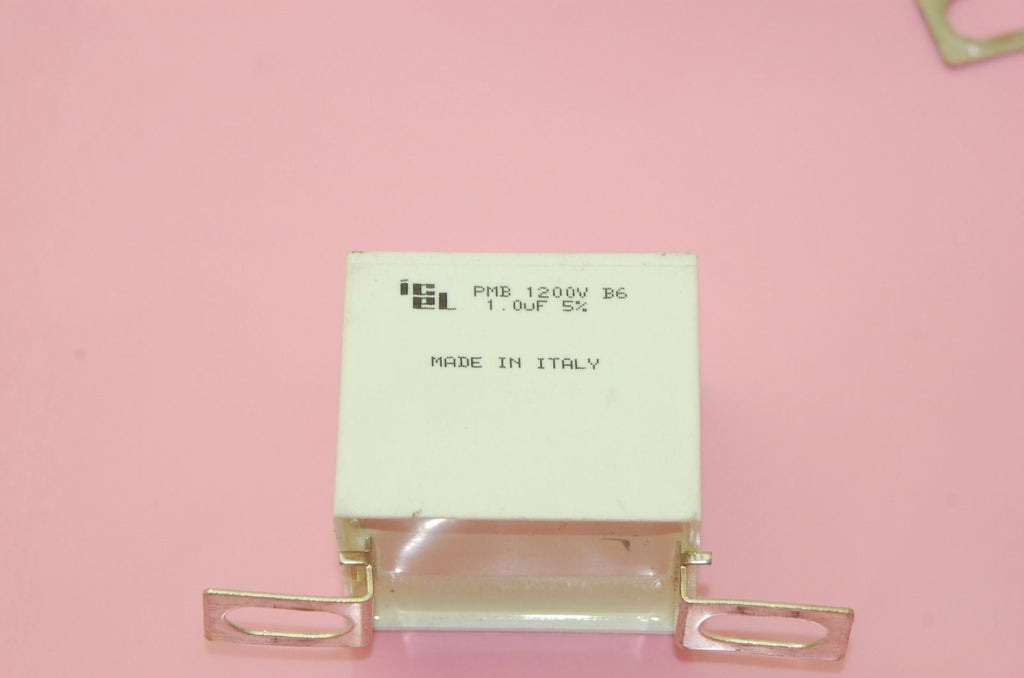 icel PMB 1200V B6
1.0uF 5%
MADE IN ITALY